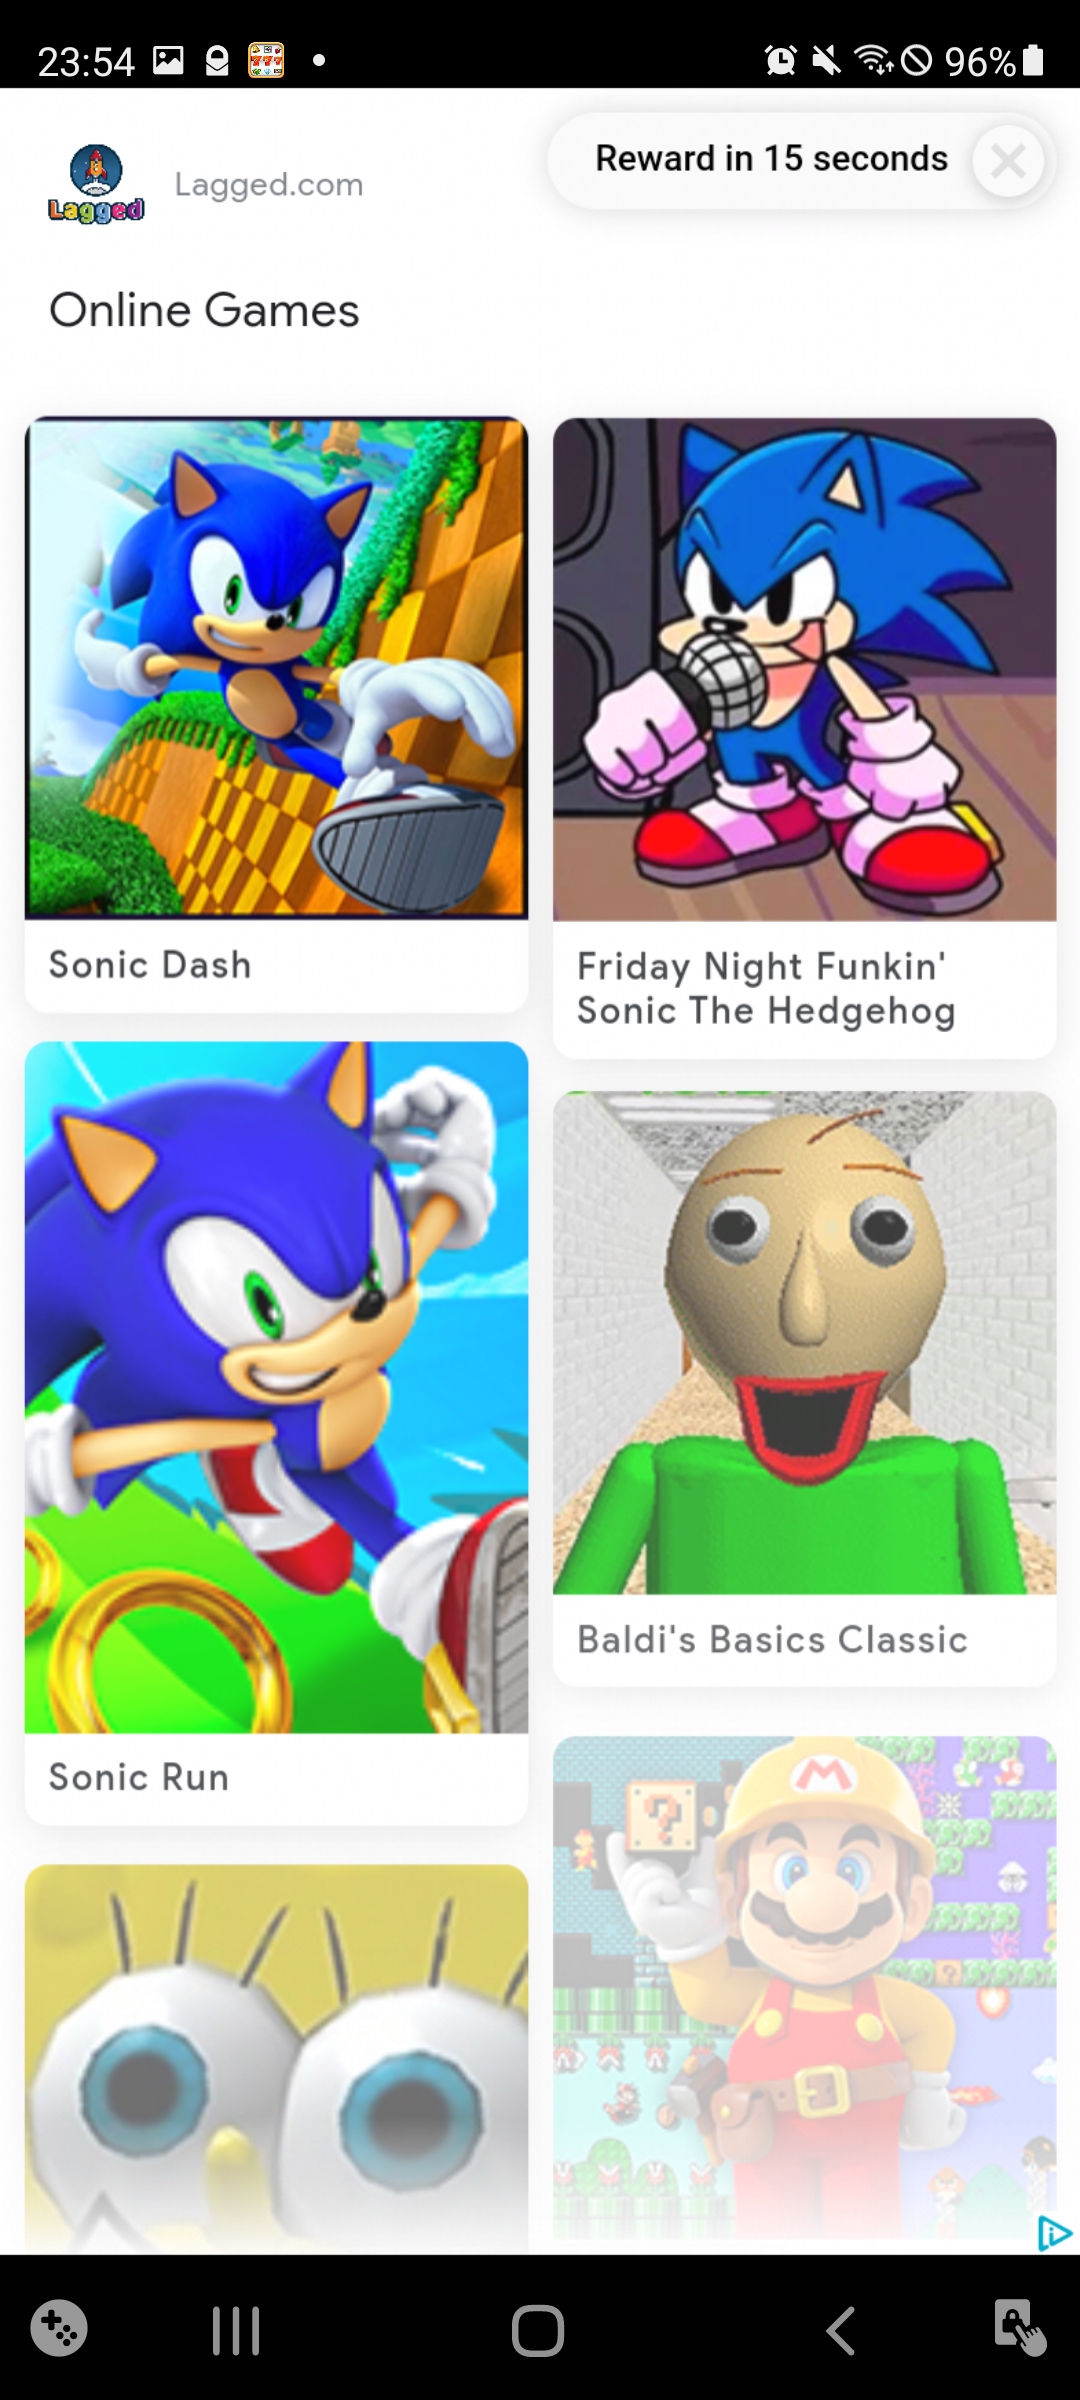 23:54
96%
Lagged
Lagged.com
Reward in 15 seconds
Online Games
Sonic Dash
Friday Night Funkin'
Sonic The Hedgehog
Baldi's Basics Classic
Sonic Run
M
?